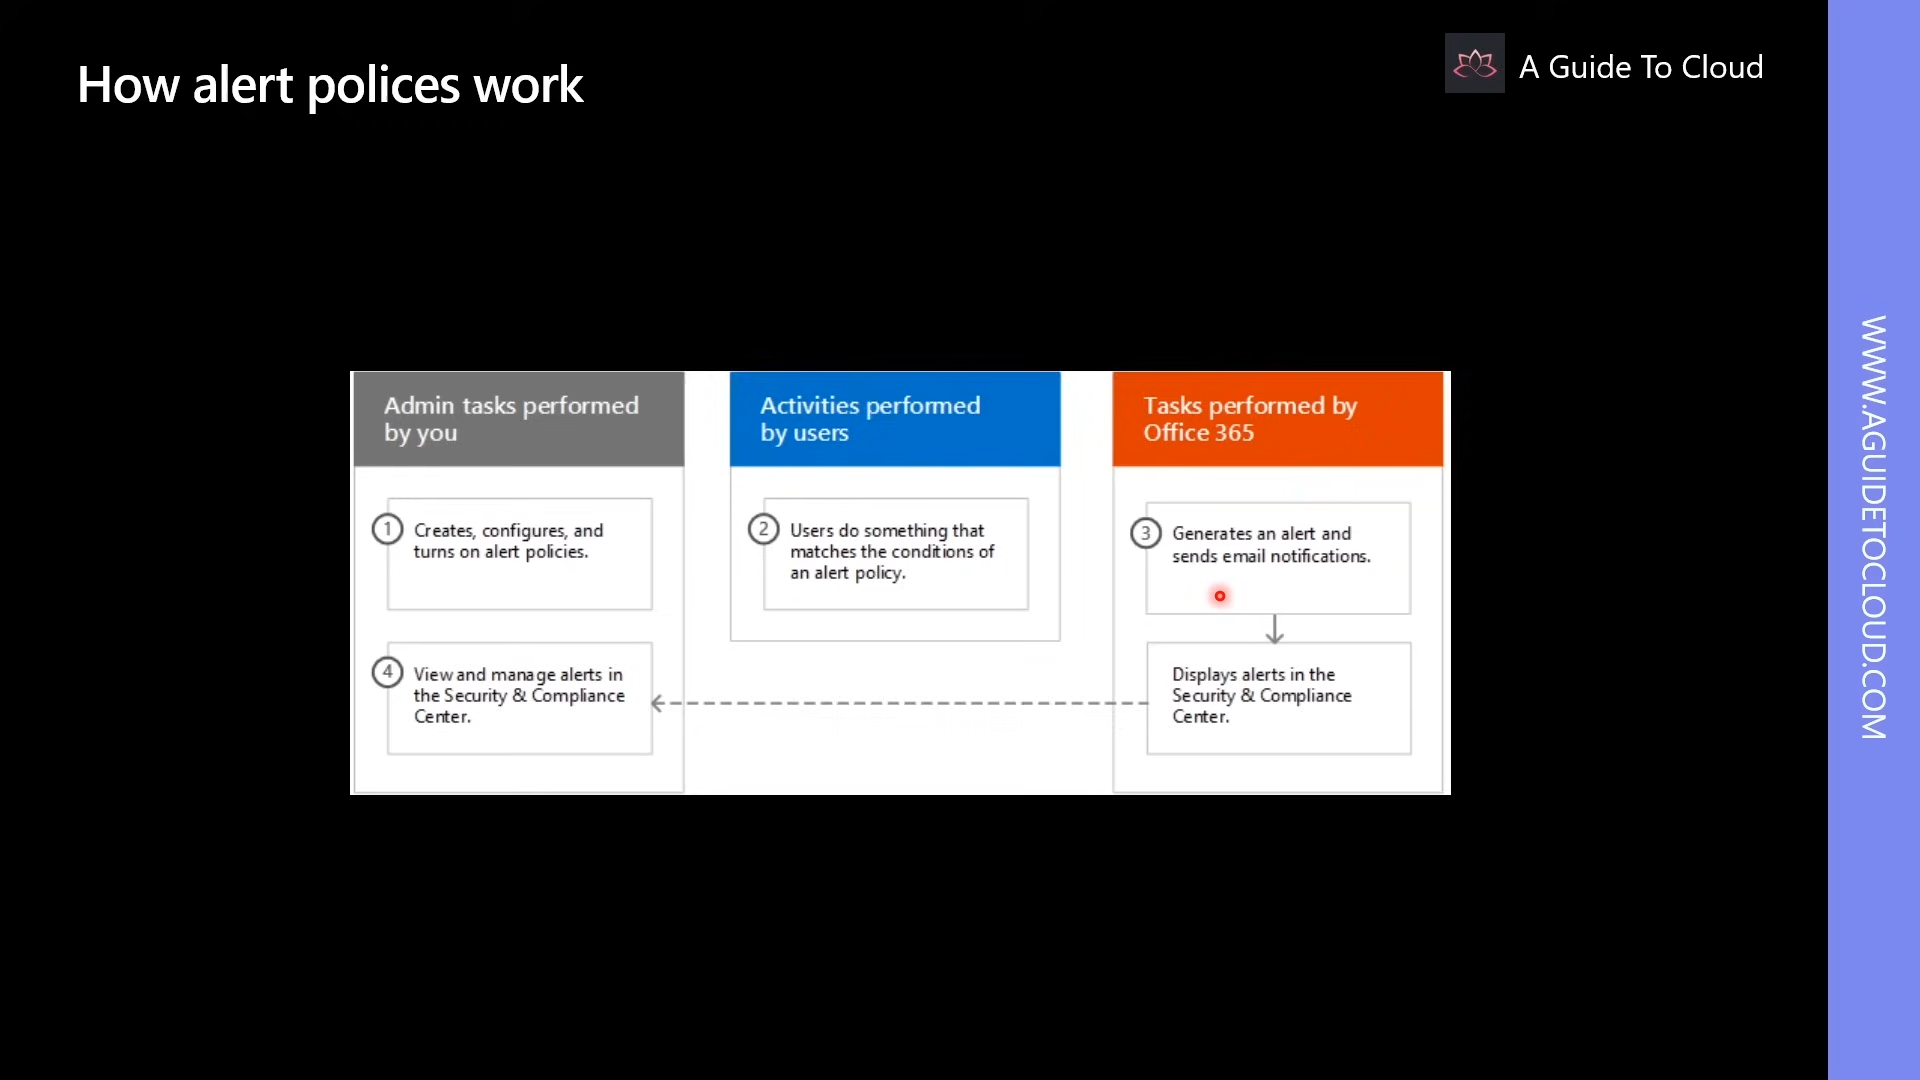 How alert polices work
A Guide To Cloud
Admin tasks performed
by you
1
Creates, configures, and
turns on alert policies.
4
View and manage alerts in
the Security & Compliance
Center.
Activities performed
by users
2
Users do something that
matches the conditions of
an alert policy.
Tasks performed by
Office 365
3
Generates an alert and
sends email notifications.
Displays alerts in the
Security & Compliance
Center.
WWW.AGUIDETOCLOUD.COM